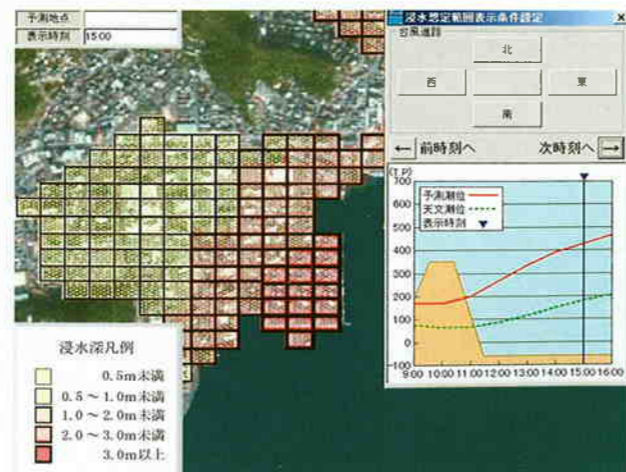 予測地点
表示時刻 15:00
浸水想定範囲表示条件設定
台風進路
北
西
東
南
← 前時刻へ 次時刻へ →
(T.P.)
700
600
500
400
300
200
100
0
-100
予測潮位
天文潮位
表示時刻
9:00 10:00 11:00 12:00 13:00 14:00 15:00 16:00
浸水深凡例
0.5m未満
0.5～1.0m未満
1.0～2.0m未満
2.0～3.0m未満
3.0m以上